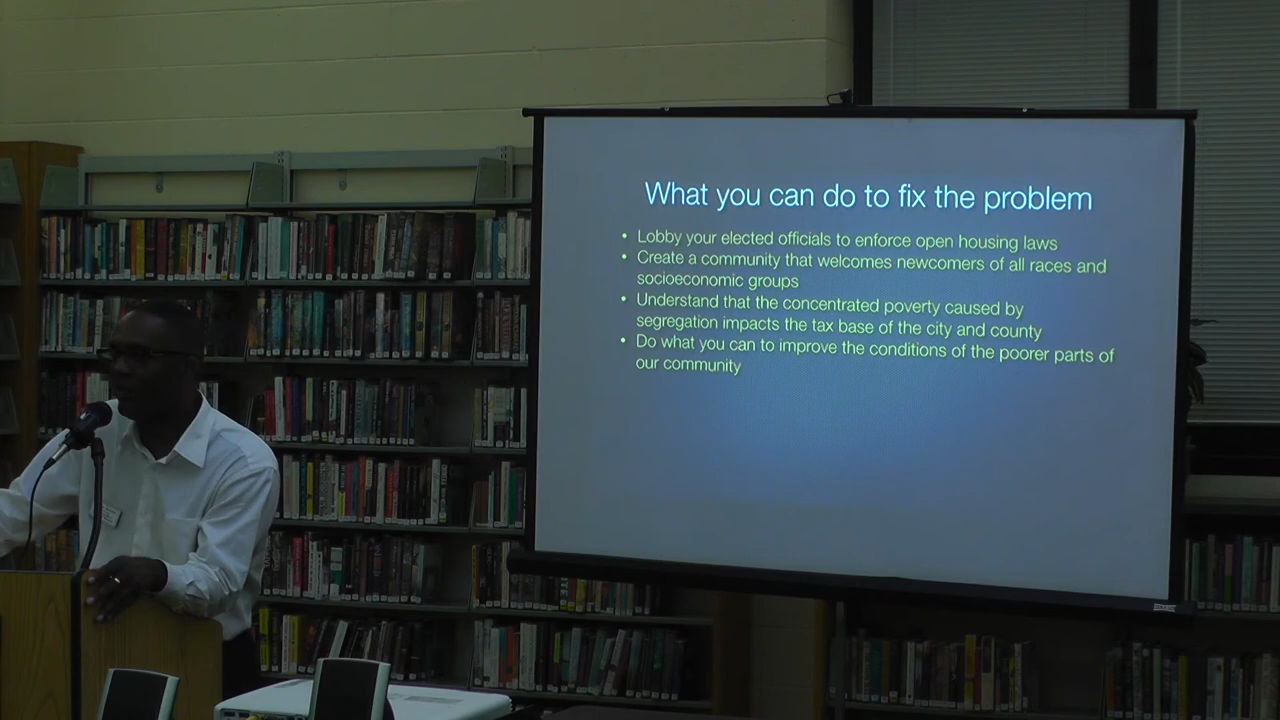 What you can do to fix the problem
• Lobby your elected officials to enforce open housing laws
• Create a community that welcomes newcomers of all races and
socioeconomic groups
• Understand that the concentrated poverty caused by
segregation impacts the tax base of the city and county
• Do what you can to improve the conditions of the poorer parts of
our community